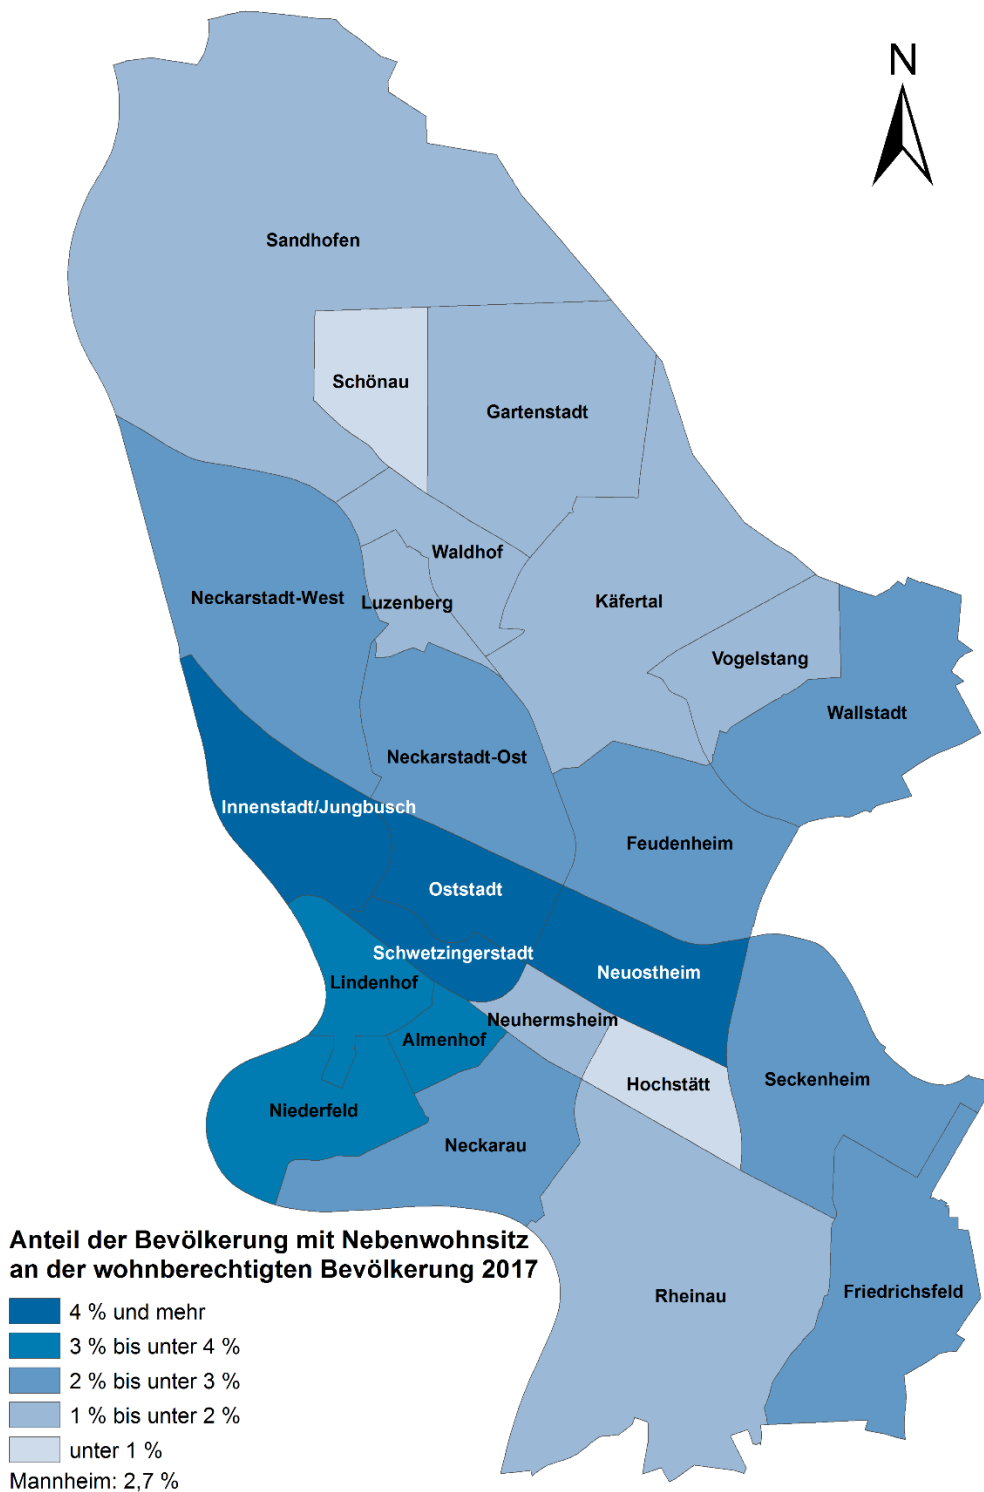 N
Sandhofen
Schönau
Gartenstadt
Waldhof
Neckarstadt-West
Luzenberg
Käfertal
Vogelstang
Wallstadt
Neckarstadt-Ost
Innenstadt/Jungbusch
Feudenheim
Oststadt
Schwetzingerstadt
Neuostheim
Lindenhof
Neuhermsheim
Almenhof
Hochstätt
Seckenheim
Niederfeld
Neckarau
Anteil der Bevölkerung mit Nebenwohnsitz
an der wohnberechtigten Bevölkerung 2017
Rheinau
Friedrichsfeld
4 % und mehr
3 % bis unter 4 %
2 % bis unter 3 %
1 % bis unter 2 %
unter 1 %
Mannheim: 2,7 %